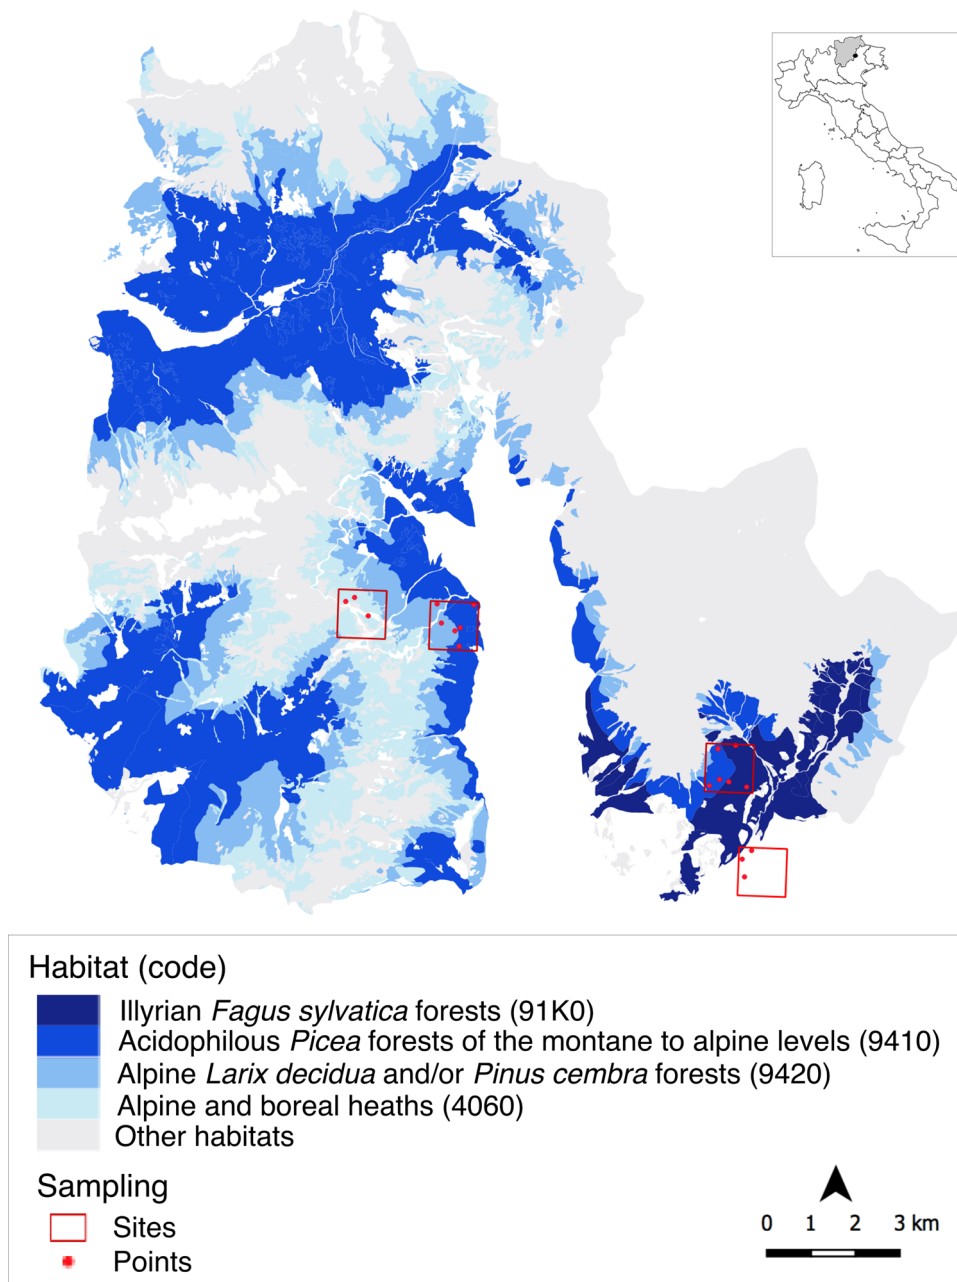 Habitat (code)
Illyrian Fagus sylvatica forests (91K0)
Acidophilous Picea forests of the montane to alpine levels (9410)
Alpine Larix decidua and/or Pinus cembra forests (9420)
Alpine and boreal heaths (4060)
Other habitats
Sampling
Sites
Points
0 1 2 3 km